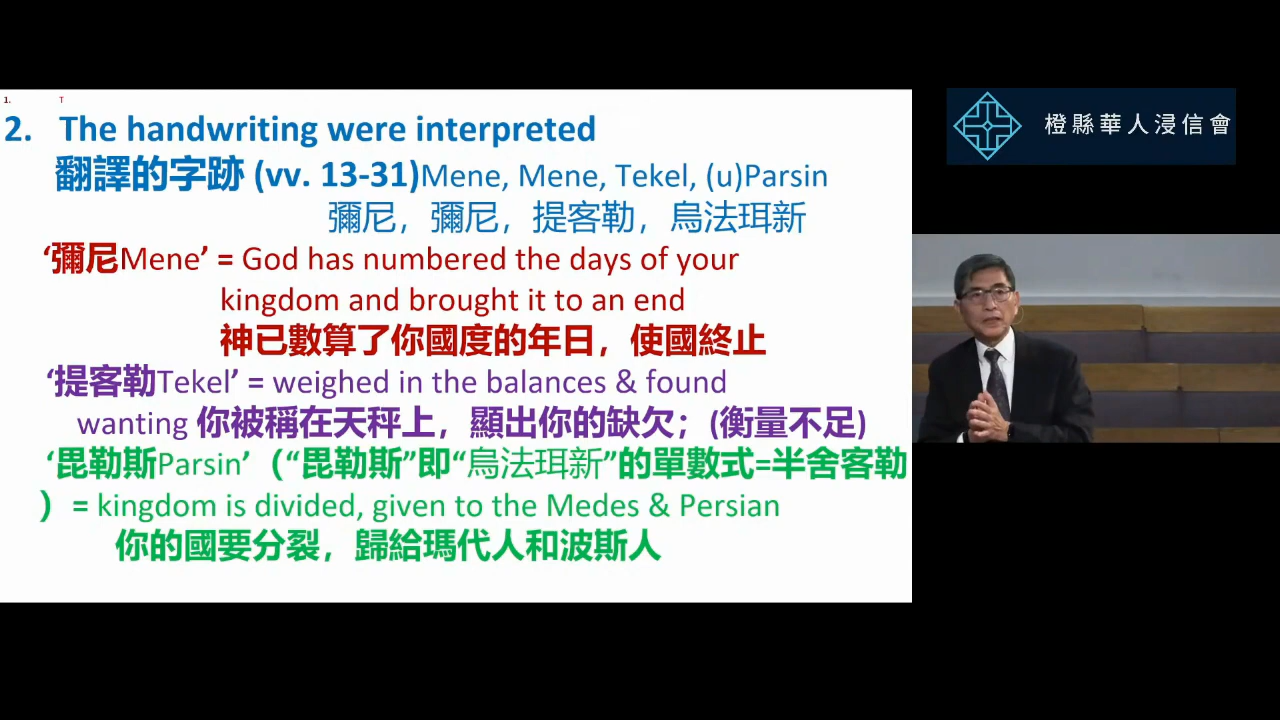 1. T
2. The handwriting were interpreted
翻譯的字跡 (vv. 13-31)Mene, Mene, Tekel, (u)Parsin
彌尼，彌尼，提客勒，烏法珥新
‘彌尼Mene’ = God has numbered the days of your
kingdom and brought it to an end
神已數算了你國度的年日，使國終止
‘提客勒Tekel’ = weighed in the balances & found
wanting 你被稱在天秤上，顯出你的缺欠；(衡量不足)
‘毘勒斯Parsin’（“毘勒斯”即“烏法珥新”的單數式=半舍客勒
）= kingdom is divided, given to the Medes & Persian
你的國要分裂，歸給瑪代人和波斯人
橙縣華人浸信會